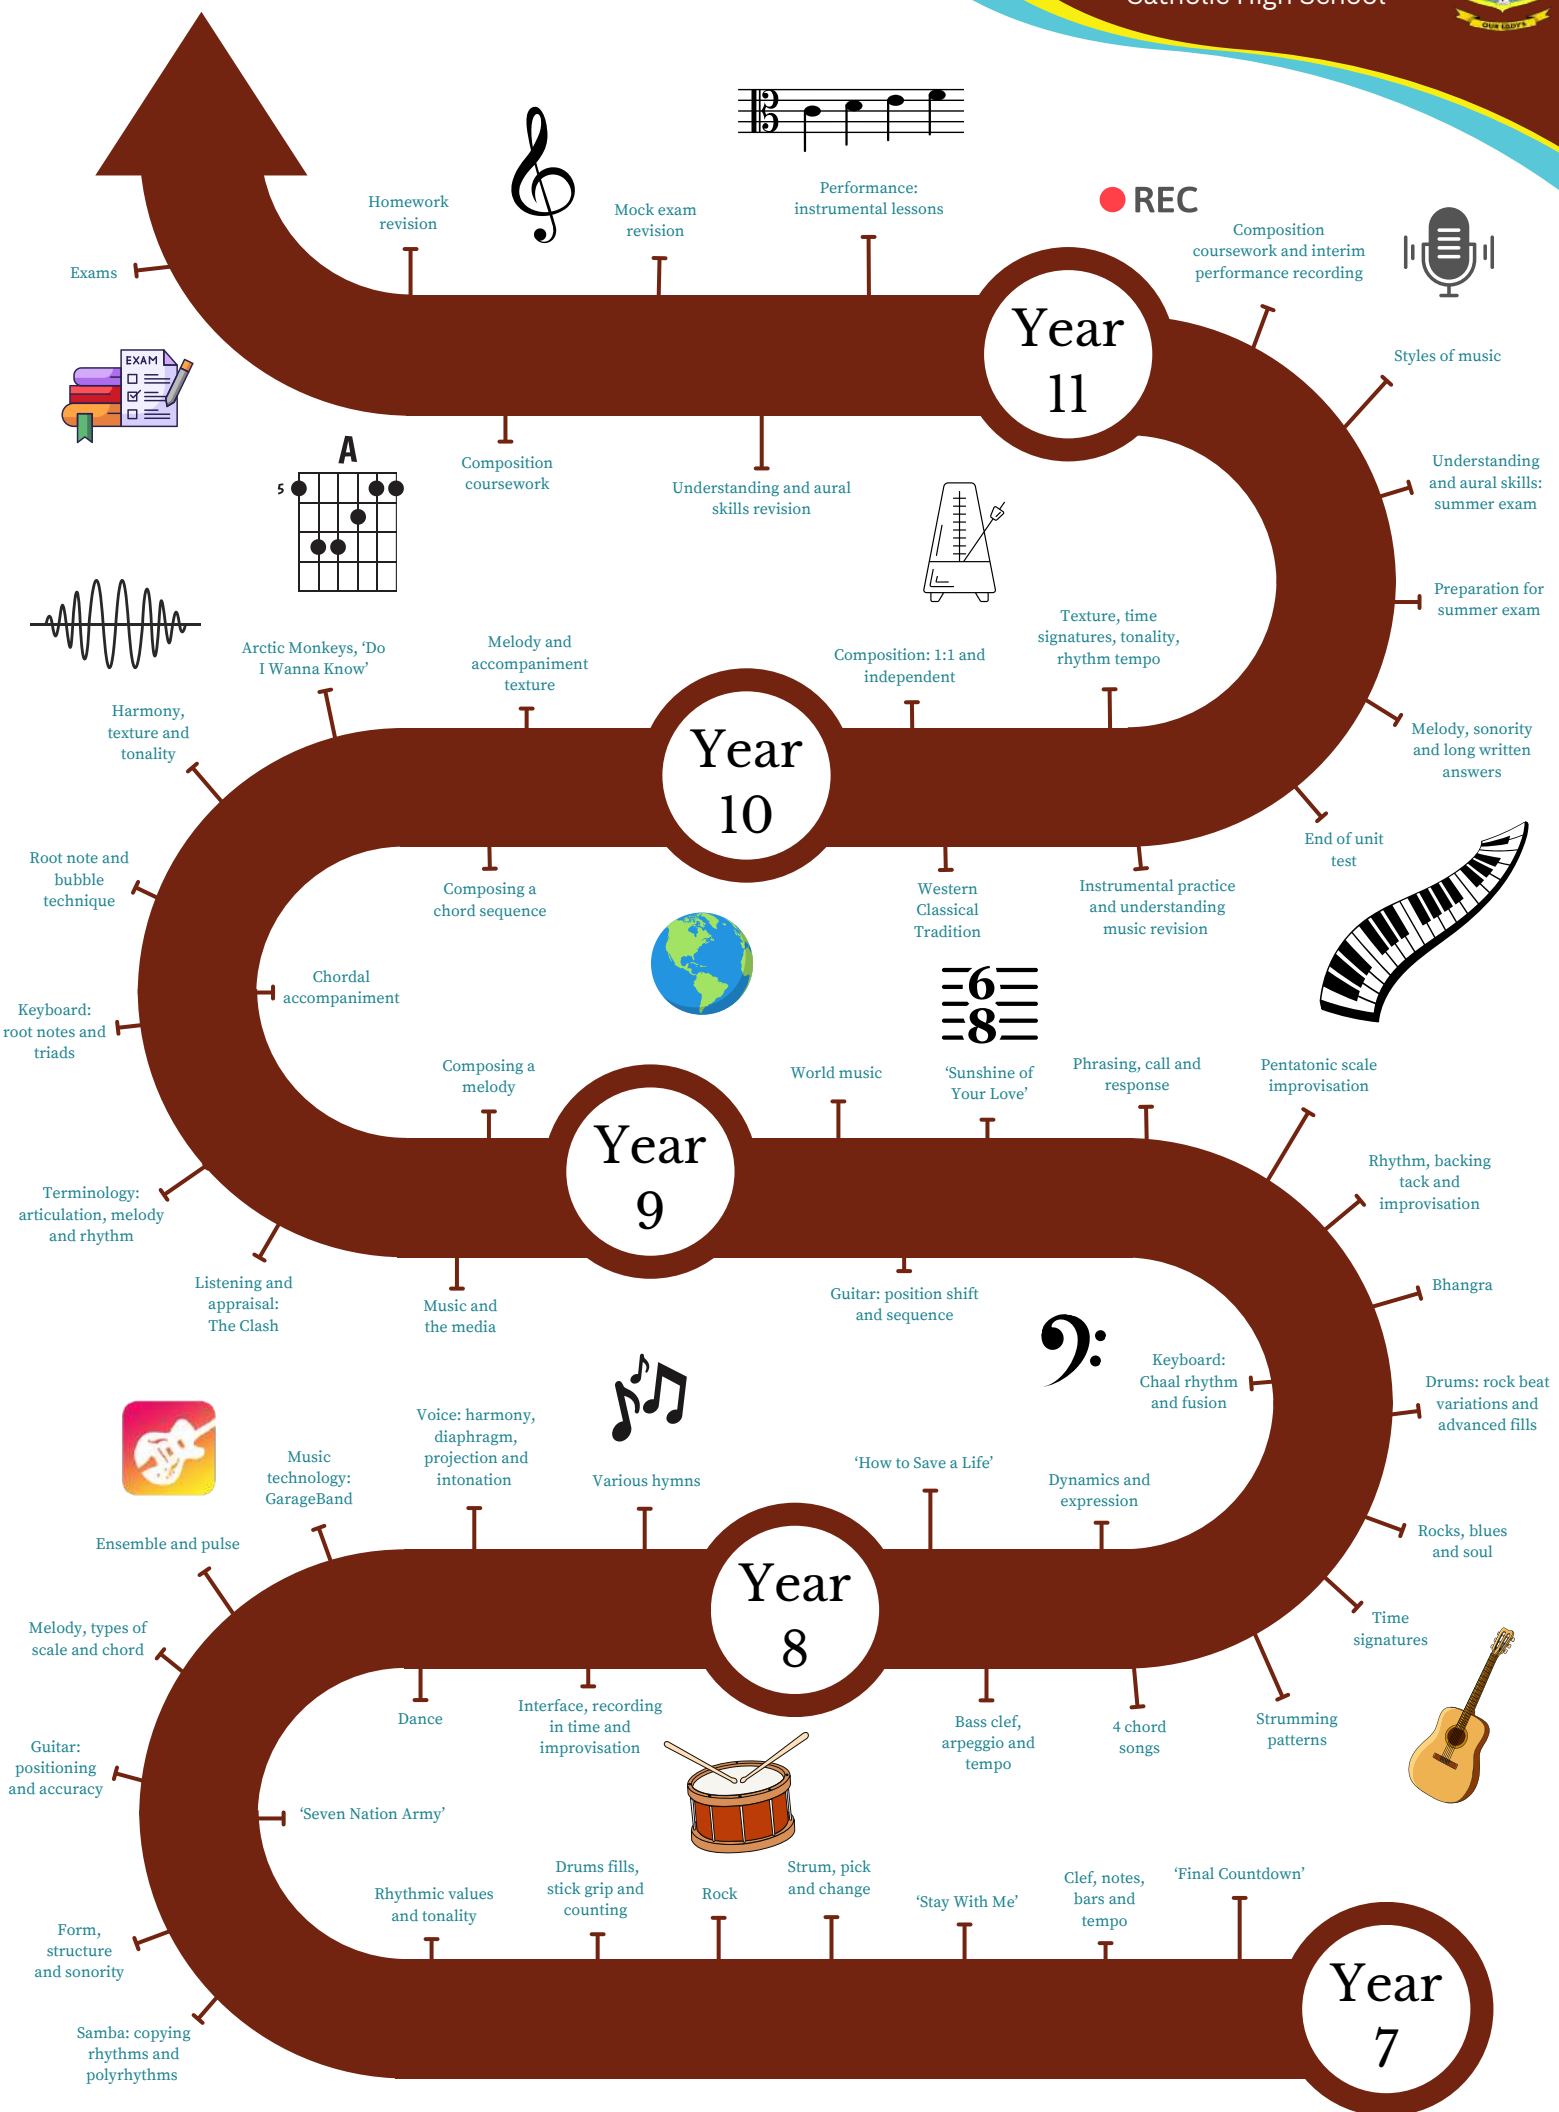 Catholic High School
OUR LADY'S
Performance:
instrumental lessons
REC
Homework
revision
Mock exam
revision
Composition
coursework and interim
performance recording
Exams
Year
11
EXAM
Styles of music
A
5
Composition
coursework
Understanding and aural
skills revision
Understanding
and aural skills:
summer exam
Preparation for
summer exam
Arctic Monkeys, ‘Do
I Wanna Know’
Melody and
accompaniment
texture
Composition: 1:1 and
independent
Texture, time
signatures, tonality,
rhythm tempo
Harmony,
texture and
tonality
Year
10
Melody, sonority
and long written
answers
End of unit
test
Root note and
bubble
technique
Composing a
chord sequence
Western
Classical
Tradition
Instrumental practice
and understanding
music revision
Chordal
accompaniment
6
8
Keyboard:
root notes and
triads
Composing a
melody
World music
‘Sunshine of
Your Love’
Phrasing, call and
response
Pentatonic scale
improvisation
Year
9
Rhythm, backing
tack and
improvisation
Terminology:
articulation, melody
and rhythm
Listening and
appraisal:
The Clash
Music and
the media
Guitar: position shift
and sequence
Bhangra
Keyboard:
Chaal rhythm
and fusion
Drums: rock beat
variations and
advanced fills
Voice: harmony,
diaphragm,
projection and
intonation
Music
technology:
GarageBand
Various hymns
‘How to Save a Life’
Dynamics and
expression
Ensemble and pulse
Rocks, blues
and soul
Year
8
Melody, types of
scale and chord
Time
signatures
Dance
Interface, recording
in time and
improvisation
Bass clef,
arpeggio and
tempo
4 chord
songs
Strumming
patterns
Guitar:
positioning
and accuracy
‘Seven Nation Army’
Rhythmic values
and tonality
Drums fills,
stick grip and
counting
Rock
Strum, pick
and change
‘Stay With Me’
Clef, notes,
bars and
tempo
‘Final Countdown’
Form,
structure
and sonority
Year
7
Samba: copying
rhythms and
polyrhythms